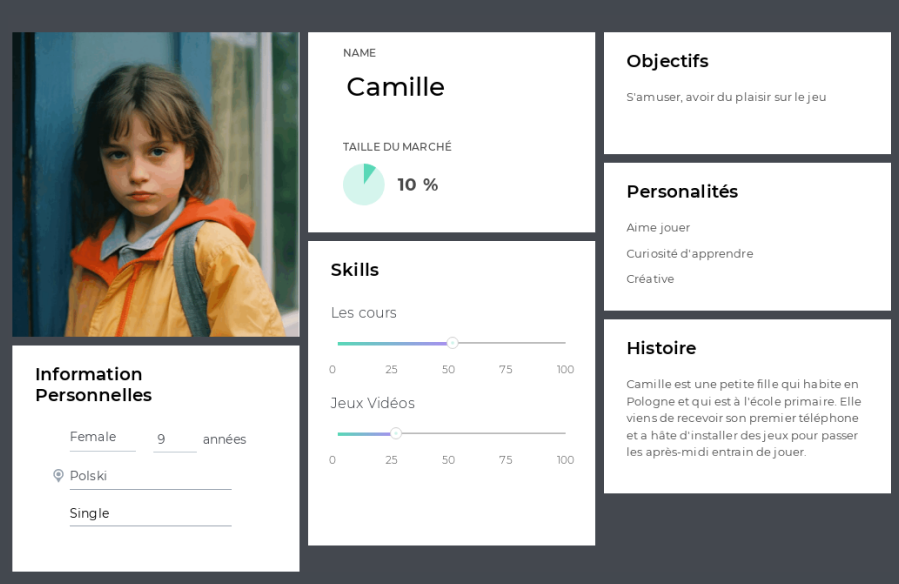 NAME
Camille
TAILLE DU MARCHÉ
10 %
Information
Personnelles
Female 9 années
Polski
Single
Skills
Les cours
0 25 50 75 100
Jeux Vidéos
0 25 50 75 100
Objectifs
S'amuser, avoir du plaisir sur le jeu
Personalités
Aime jouer
Curiosité d'apprendre
Créative
Histoire
Camille est une petite fille qui habite en
Pologne et qui est à l'école primaire. Elle
viens de recevoir son premier téléphone
et a hâte d'installer des jeux pour passer
les après-midi entrain de jouer.